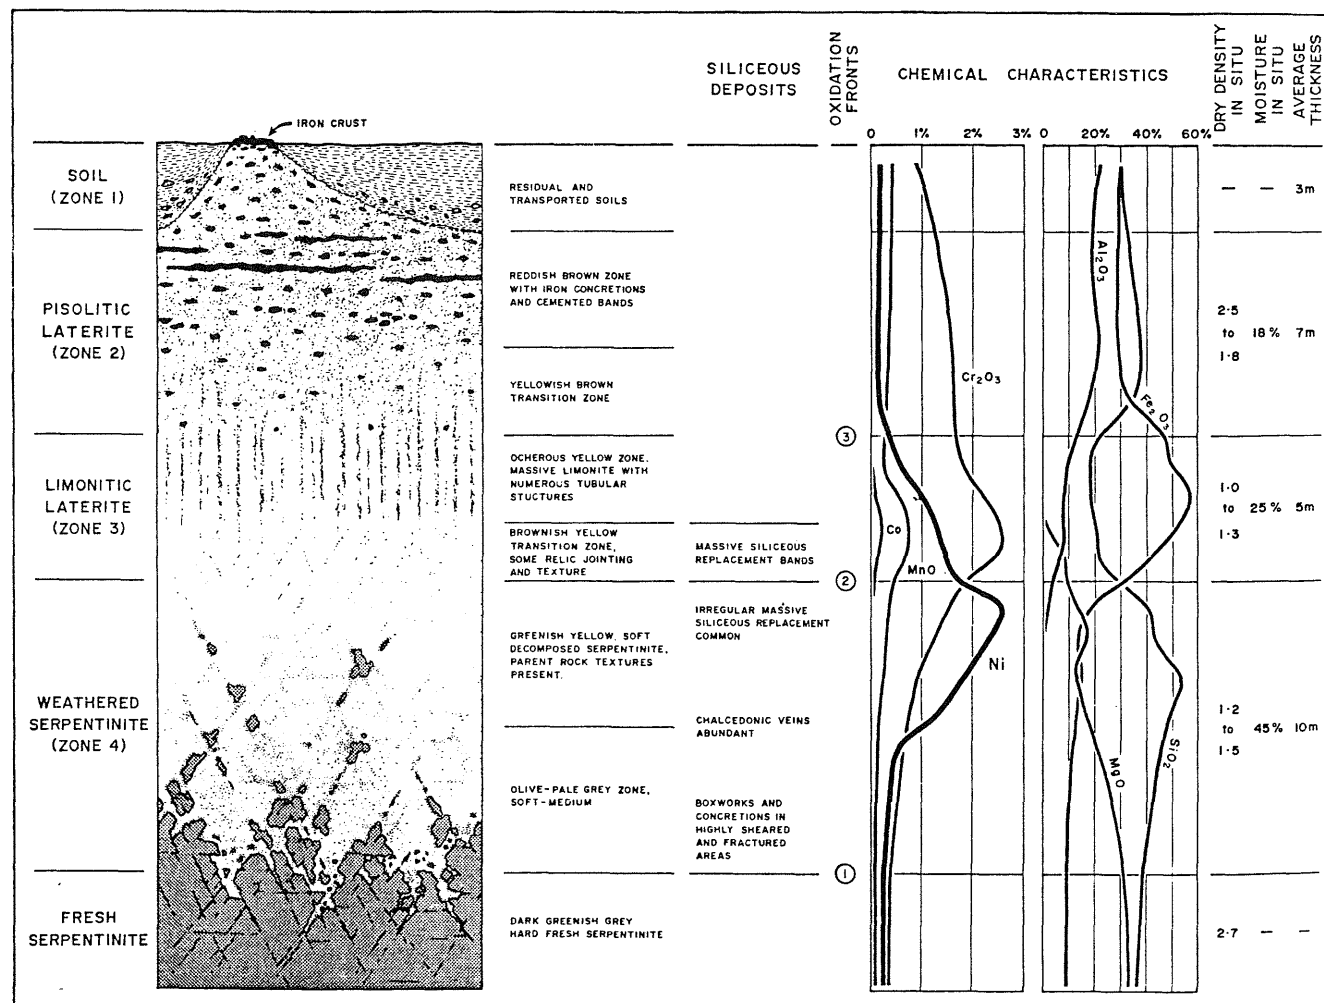 SILICEOUS
DEPOSITS
OXIDATION
FRONTS
CHEMICAL CHARACTERISTICS
DRY DENSITY
IN SITU
MOISTURE
IN SITU
AVERAGE
THICKNESS
0 1% 2% 3% 0 20% 40% 60%
IRON CRUST
SOIL
(ZONE 1)
RESIDUAL AND
TRANSPORTED SOILS
— — 3m
PISOLITIC
LATERITE
(ZONE 2)
REDDISH BROWN ZONE
WITH IRON CONCRETIONS
AND CEMENTED BANDS
YELLOWISH BROWN
TRANSITION ZONE
Al2O3
Cr2O3
Fe2O3
2·5
to 18% 7m
1·8
3
LIMONITIC
LATERITE
(ZONE 3)
OCHEROUS YELLOW ZONE.
MASSIVE LIMONITE WITH
NUMEROUS TUBULAR
STUCTURES
BROWNISH YELLOW
TRANSITION ZONE,
SOME RELIC JOINTING
AND TEXTURE
MASSIVE SILICEOUS
REPLACEMENT BANDS
Co
MnO
1·0
to 25% 5m
1·3
2
WEATHERED
SERPENTINITE
(ZONE 4)
GREENISH YELLOW, SOFT
DECOMPOSED SERPENTINITE,
PARENT ROCK TEXTURES
PRESENT.
IRREGULAR MASSIVE
SILICEOUS REPLACEMENT
COMMON
CHALCEDONIC VEINS
ABUNDANT
OLIVE-PALE GREY ZONE,
SOFT-MEDIUM
BOXWORKS AND
CONCRETIONS IN
HIGHLY SHEARED
AND FRACTURED
AREAS
Ni
MgO
SiO2
1·2
to 45% 10m
1·5
1
FRESH
SERPENTINITE
DARK GREENISH GREY
HARD FRESH SERPENTINITE
2·7 — —